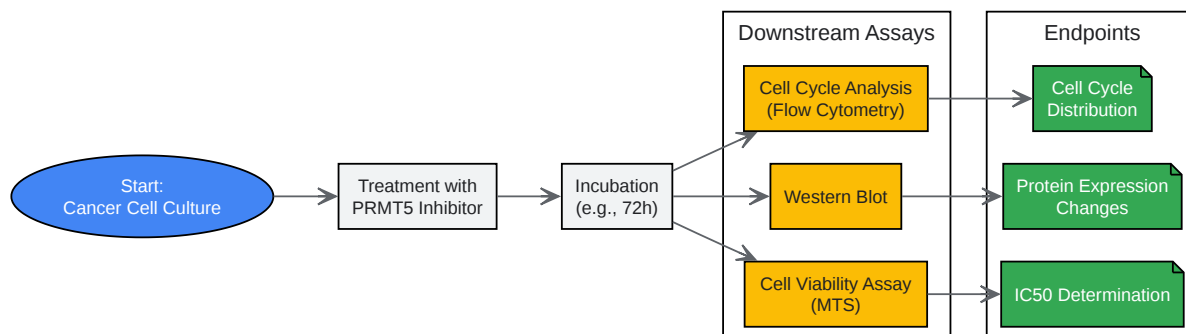 Start:
Cancer Cell Culture
Treatment with
PRMT5 Inhibitor
Incubation
(e.g., 72h)
Downstream Assays
Cell Cycle Analysis
(Flow Cytometry)
Western Blot
Cell Viability Assay
(MTS)
Endpoints
Cell Cycle
Distribution
Protein Expression
Changes
IC50 Determination